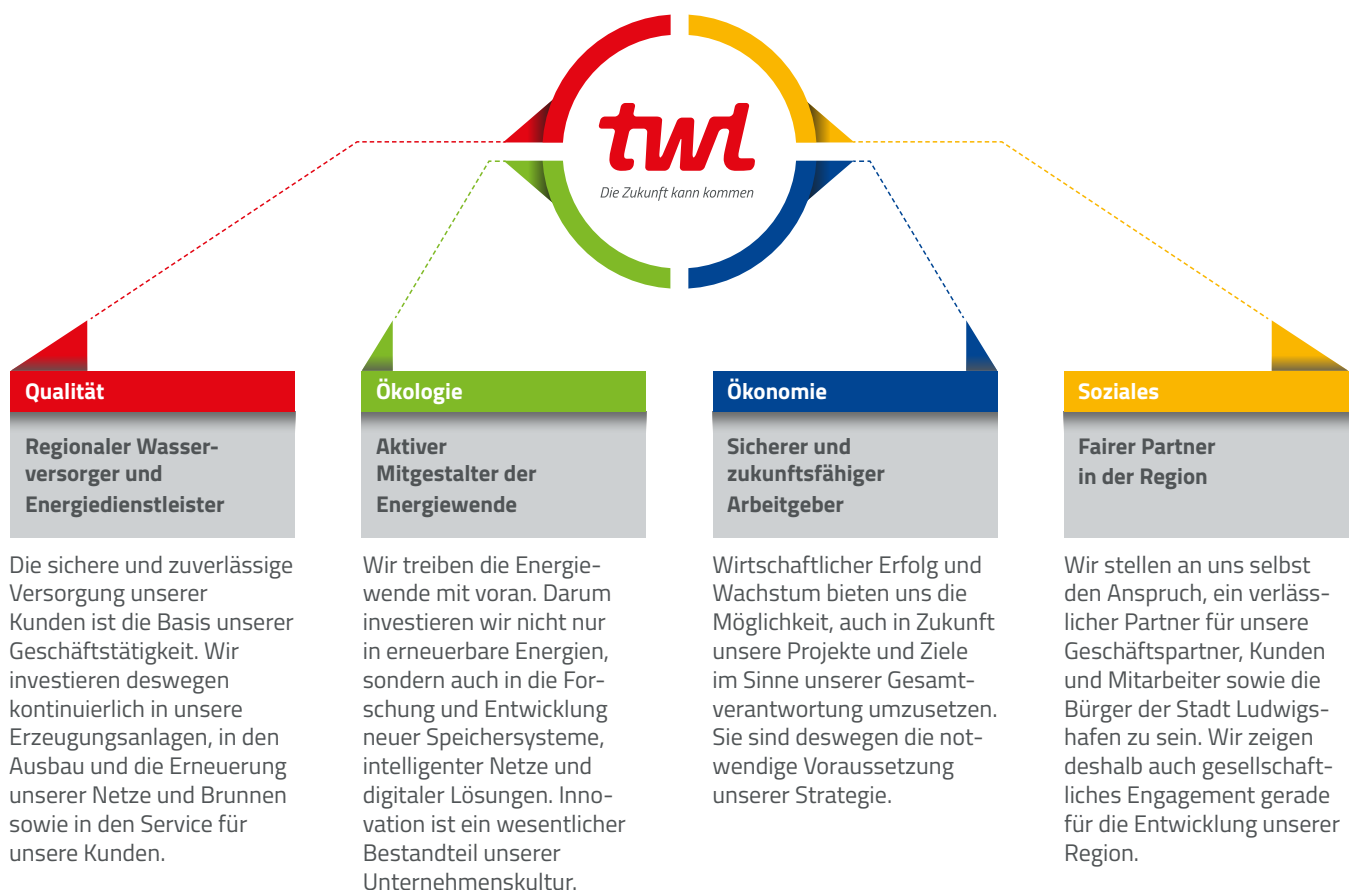 twl
Die Zukunft kann kommen
Qualität
Regionaler Wasser-
versorger und
Energiedienstleister
Die sichere und zuverlässige
Versorgung unserer
Kunden ist die Basis unserer
Geschäftstätigkeit. Wir
investieren deswegen
kontinuierlich in unsere
Erzeugungsanlagen, in den
Ausbau und die Erneuerung
unserer Netze und Brunnen
sowie in den Service für
unsere Kunden.
Ökologie
Aktiver
Mitgestalter der
Energiewende
Wir treiben die Energie-
wende mit voran. Darum
investieren wir nicht nur
in erneuerbare Energien,
sondern auch in die For-
schung und Entwicklung
neuer Speichersysteme,
intelligenter Netze und
digitaler Lösungen. Inno-
vation ist ein wesentlicher
Bestandteil unserer
Unternehmenskultur.
Ökonomie
Sicherer und
zukunftsfähiger
Arbeitgeber
Wirtschaftlicher Erfolg und
Wachstum bieten uns die
Möglichkeit, auch in Zukunft
unsere Projekte und Ziele
im Sinne unserer Gesamt-
verantwortung umzusetzen.
Sie sind deswegen die not-
wendige Voraussetzung
unserer Strategie.
Soziales
Fairer Partner
in der Region
Wir stellen an uns selbst
den Anspruch, ein verläss-
licher Partner für unsere
Geschäftspartner, Kunden
und Mitarbeiter sowie die
Bürger der Stadt Ludwigs-
hafen zu sein. Wir zeigen
deshalb auch gesellschaft-
liches Engagement gerade
für die Entwicklung unserer
Region.